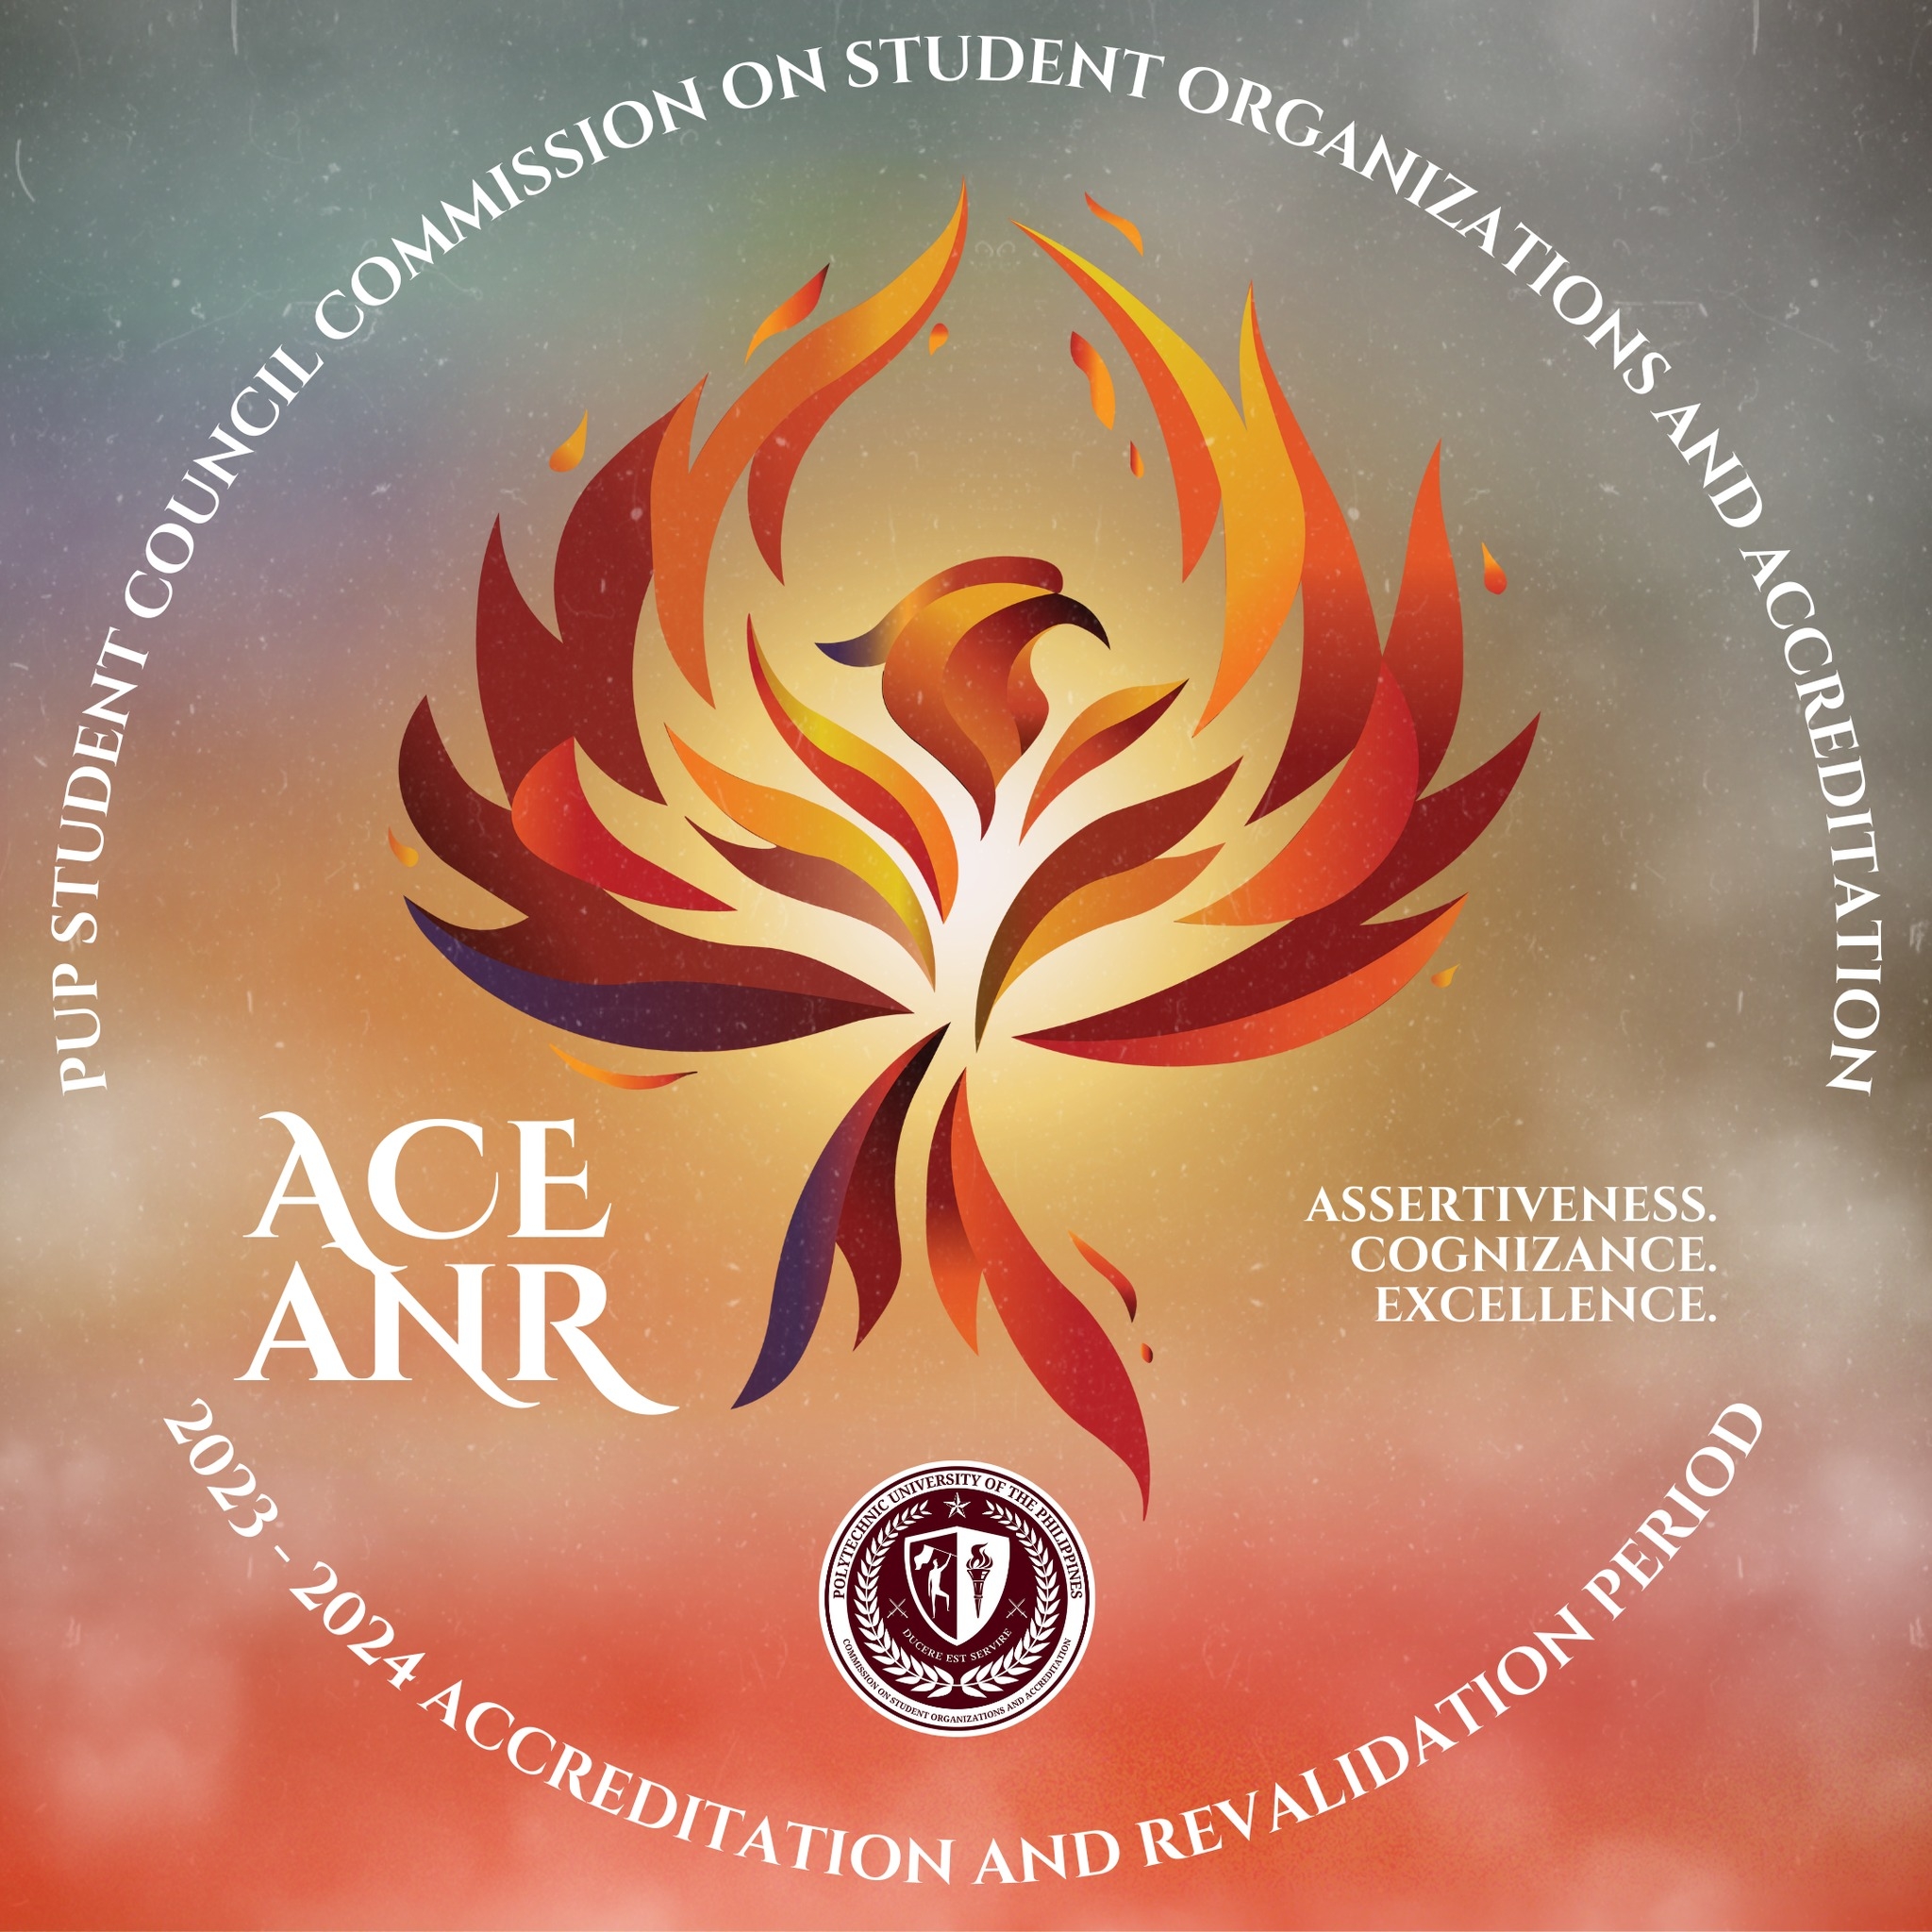 PUP STUDENT COUNCIL COMMISSION ON STUDENT ORGANIZATIONS AND ACCREDITATION
ACE
ANR
ASSERTIVENESS.
COGNIZANCE.
EXCELLENCE.
POLYTECHNIC UNIVERSITY OF THE PHILIPPINES
DUCERE EST SERVIRE
COMMISSION ON STUDENT ORGANIZATIONS AND ACCREDITATION
2023 - 2024 ACCREDITATION AND REVALIDATION PERIOD